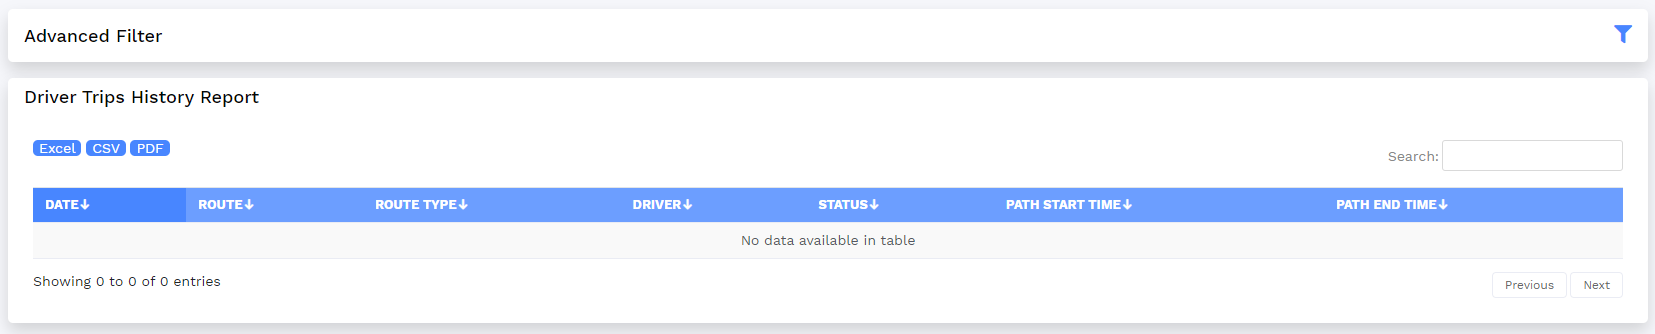 Advanced Filter
Driver Trips History Report
Excel CSV PDF
Search:
DATE↓ ROUTE↓ ROUTE TYPE↓ DRIVER↓ STATUS↓ PATH START TIME↓ PATH END TIME↓
No data available in table
Showing 0 to 0 of 0 entries
Previous Next